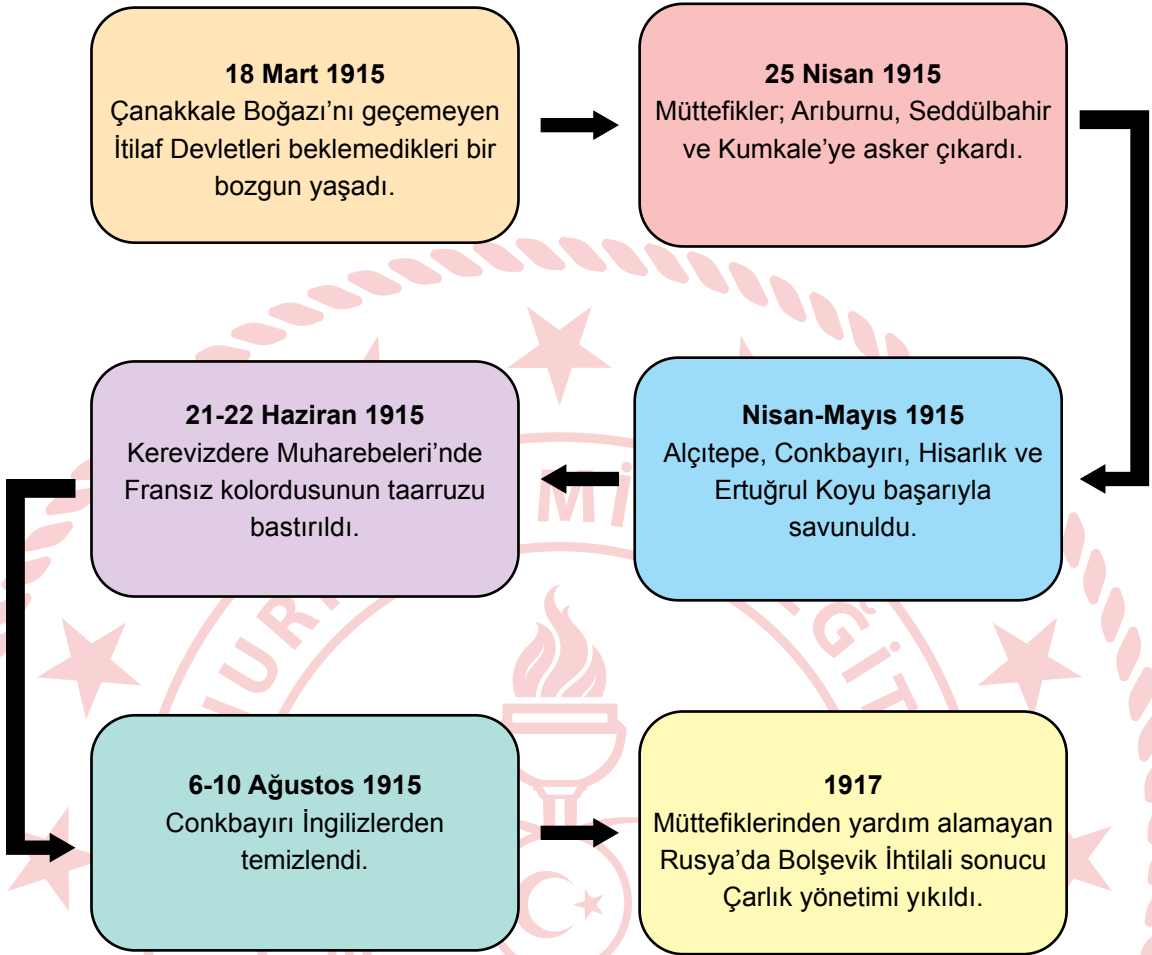 18 Mart 1915
Çanakkale Boğazı’nı geçemeyen
İtilaf Devletleri beklemedikleri bir
bozgun yaşadı.
25 Nisan 1915
Müttefikler; Arıburnu, Seddülbahir
ve Kumkale’ye asker çıkardı.
Nisan-Mayıs 1915
Alçıtepe, Conkbayırı, Hisarlık ve
Ertuğrul Koyu başarıyla
savunuldu.
21-22 Haziran 1915
Kerevizdere Muharebeleri’nde
Fransız kolordusunun taarruzu
bastırıldı.
6-10 Ağustos 1915
Conkbayırı İngilizlerden
temizlendi.
1917
Müttefiklerinden yardım alamayan
Rusya’da Bolşevik İhtilali sonucu
Çarlık yönetimi yıkıldı.